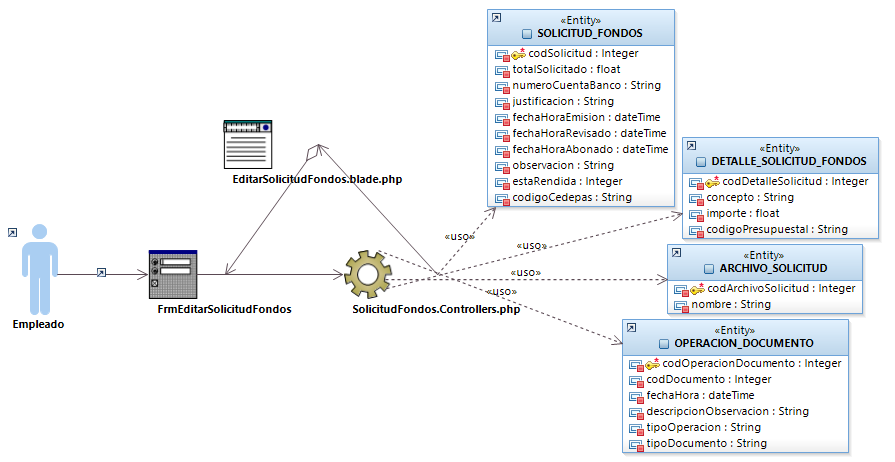 «Entity»
SOLICITUD_FONDOS
codSolicitud : Integer
totalSolicitado : float
numeroCuentaBanco : String
justificacion : String
fechaHoraEmision : dateTime
fechaHoraRevisado : dateTime
fechaHoraAbonado : dateTime
observacion : String
estaRendida : Integer
codigoCedepas : String
EditarSolicitudFondos.blade.php
«Entity»
DETALLE_SOLICITUD_FONDOS
codDetalleSolicitud : Integer
concepto : String
importe : float
codigoPresupuestal : String
«uso»
«uso»
«uso»
«uso»
«Entity»
ARCHIVO_SOLICITUD
codArchivoSolicitud : Integer
nombre : String
Empleado
FrmEditarSolicitudFondos
SolicitudFondos.Controllers.php
«Entity»
OPERACION_DOCUMENTO
codOperacionDocumento : Integer
codDocumento : Integer
fechaHora : dateTime
descripcionObservacion : String
tipoOperacion : String
tipoDocumento : String